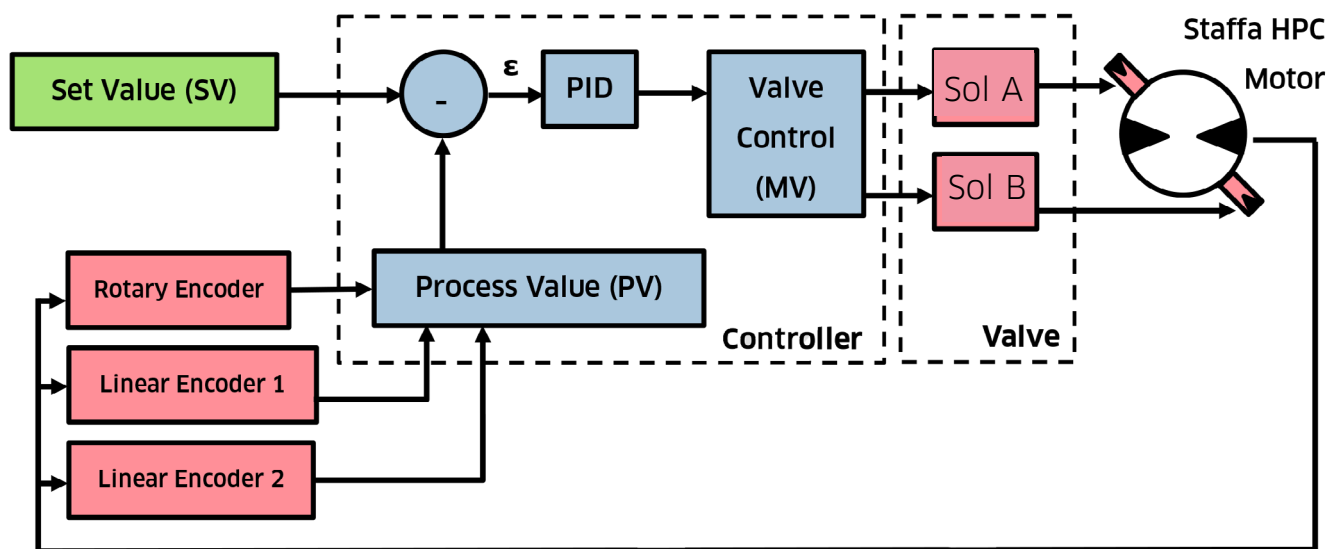 Staffa HPC
Motor
Set Value (SV)
-
ε
PID
Valve
Control
(MV)
Sol A
Sol B
Rotary Encoder
Process Value (PV)
Controller
Valve
Linear Encoder 1
Linear Encoder 2